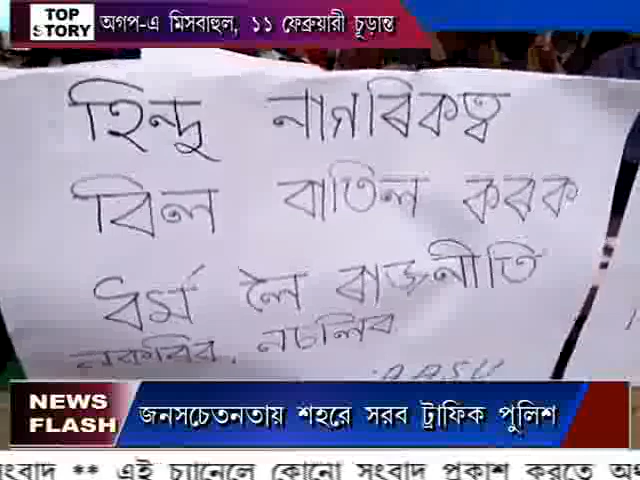 TOP STORY
অগপ-এ মিসবাহুল, ১১ ফেব্রুয়ারী চূড়ান্ত
হিন্দু নাগৰিকত্ব
বিল বাতিল কৰক
ধৰ্ম লৈ ৰাজনীতি
নকৰিব, নচলিব
AASU
NEWS FLASH
জনসচেতনতায় শহরে সরব ট্রাফিক পুলিশ
সংবাদ ** এই চ্যানেলে কোনো সংবাদ প্রকাশ করতে